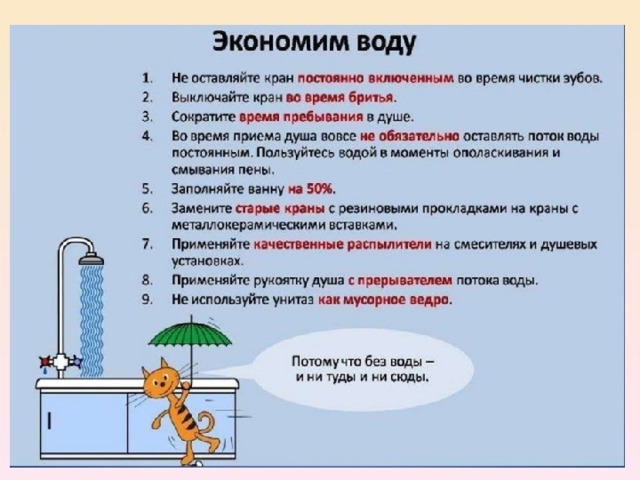 Экономим воду
1. Не оставляйте кран постоянно включенным во время чистки зубов.
2. Выключайте кран во время бритья.
3. Сократите время пребывания в душе.
4. Во время приема душа вовсе не обязательно оставлять поток воды
постоянным. Пользуйтесь водой в моменты ополаскивания и
смывания пены.
5. Заполняйте ванну на 50%.
6. Замените старые краны с резиновыми прокладками на краны с
металлокерамическими вставками.
7. Применяйте качественные распылители на смесителях и душевых
установках.
8. Применяйте рукоятку душа с прерывателем потока воды.
9. Не используйте унитаз как мусорное ведро.
Потому что без воды –
и ни туды и ни сюды.